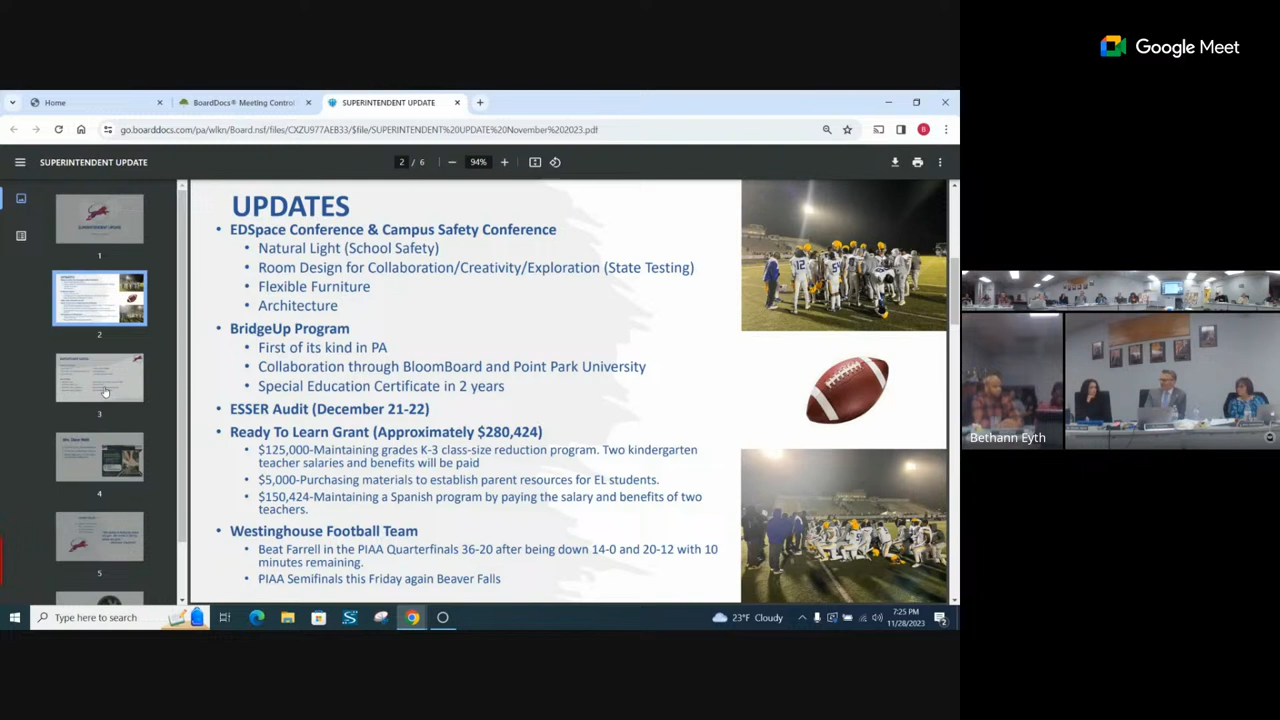 Google Meet
Home
BoardDocs® Meeting Control
SUPERINTENDENT UPDATE
go.boarddocs.com/pa/wlkn/Board.nsf/files/CXZU977AEB33/$file/SUPERINTENDENT%20UPDATE%20November%202023.pdf
B
SUPERINTENDENT UPDATE
2 / 6
94%
1
2
3
4
5
UPDATES
• EDSpace Conference & Campus Safety Conference
• Natural Light (School Safety)
• Room Design for Collaboration/Creativity/Exploration (State Testing)
• Flexible Furniture
Architecture
• BridgeUp Program
• First of its kind in PA
• Collaboration through BloomBoard and Point Park University
• Special Education Certificate in 2 years
• ESSER Audit (December 21-22)
• Ready To Learn Grant (Approximately $280,424)
• $125,000-Maintaining grades K-3 class-size reduction program. Two kindergarten
teacher salaries and benefits will be paid
• $5,000-Purchasing materials to establish parent resources for EL students.
• $150,424-Maintaining a Spanish program by paying the salary and benefits of two
teachers.
• Westinghouse Football Team
• Beat Farrell in the PIAA Quarterfinals 36-20 after being down 14-0 and 20-12 with 10
minutes remaining.
• PIAA Semifinals this Friday again Beaver Falls
Bethann Eyth
Type here to search
23°F Cloudy
7:25 PM
11/28/2023
2